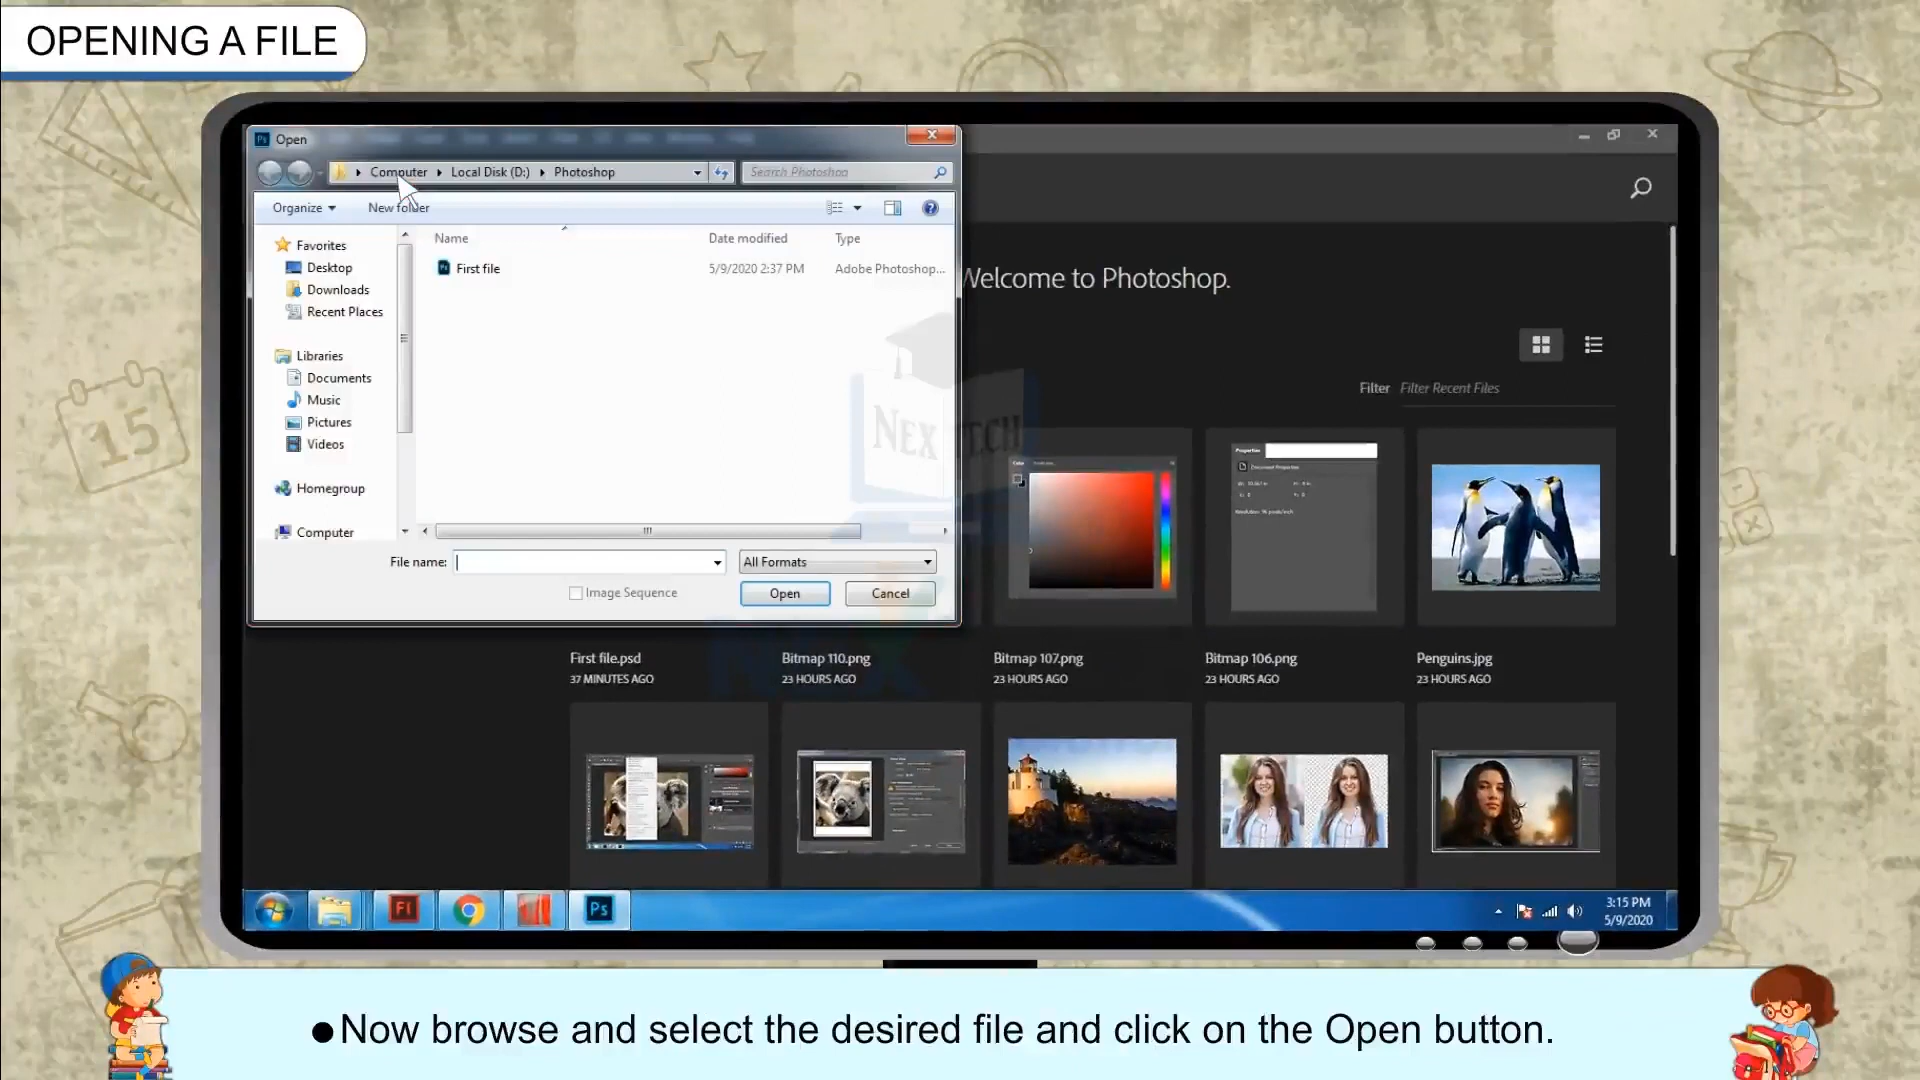 OPENING A FILE
Open
Computer Local Disk (D:) Photoshop
Search Photoshop
Organize
New folder
Favorites
Desktop
Downloads
Recent Places
Libraries
Documents
Music
Pictures
Videos
Homegroup
Computer
Name Date modified Type
First file 5/9/2020 2:37 PM Adobe Photoshop...
File name:
All Formats
Image Sequence
Open
Cancel
NEXTECH
Welcome to Photoshop.
Filter Filter Recent Files
Properties
First file.psd
37 MINUTES AGO
Bitmap 110.png
23 HOURS AGO
Bitmap 107.png
23 HOURS AGO
Bitmap 106.png
23 HOURS AGO
Penguins.jpg
23 HOURS AGO
Fl
Ps
3:15 PM
5/9/2020
15
●Now browse and select the desired file and click on the Open button.